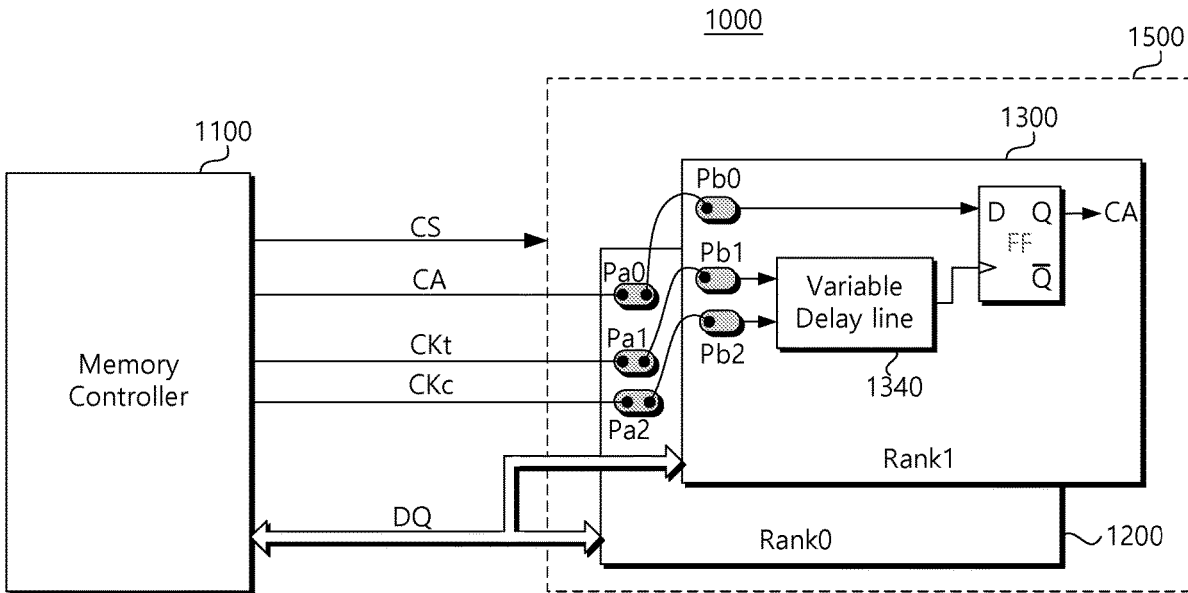 1000
1500
1100
1300
Pb0
D Q
CA
FF
Q
CS
Pa0
CA
Pb1
Variable
Delay line
Pb2
1340
Pa1
CKt
CKc
Pa2
Memory
Controller
Rank1
DQ
Rank0
1200